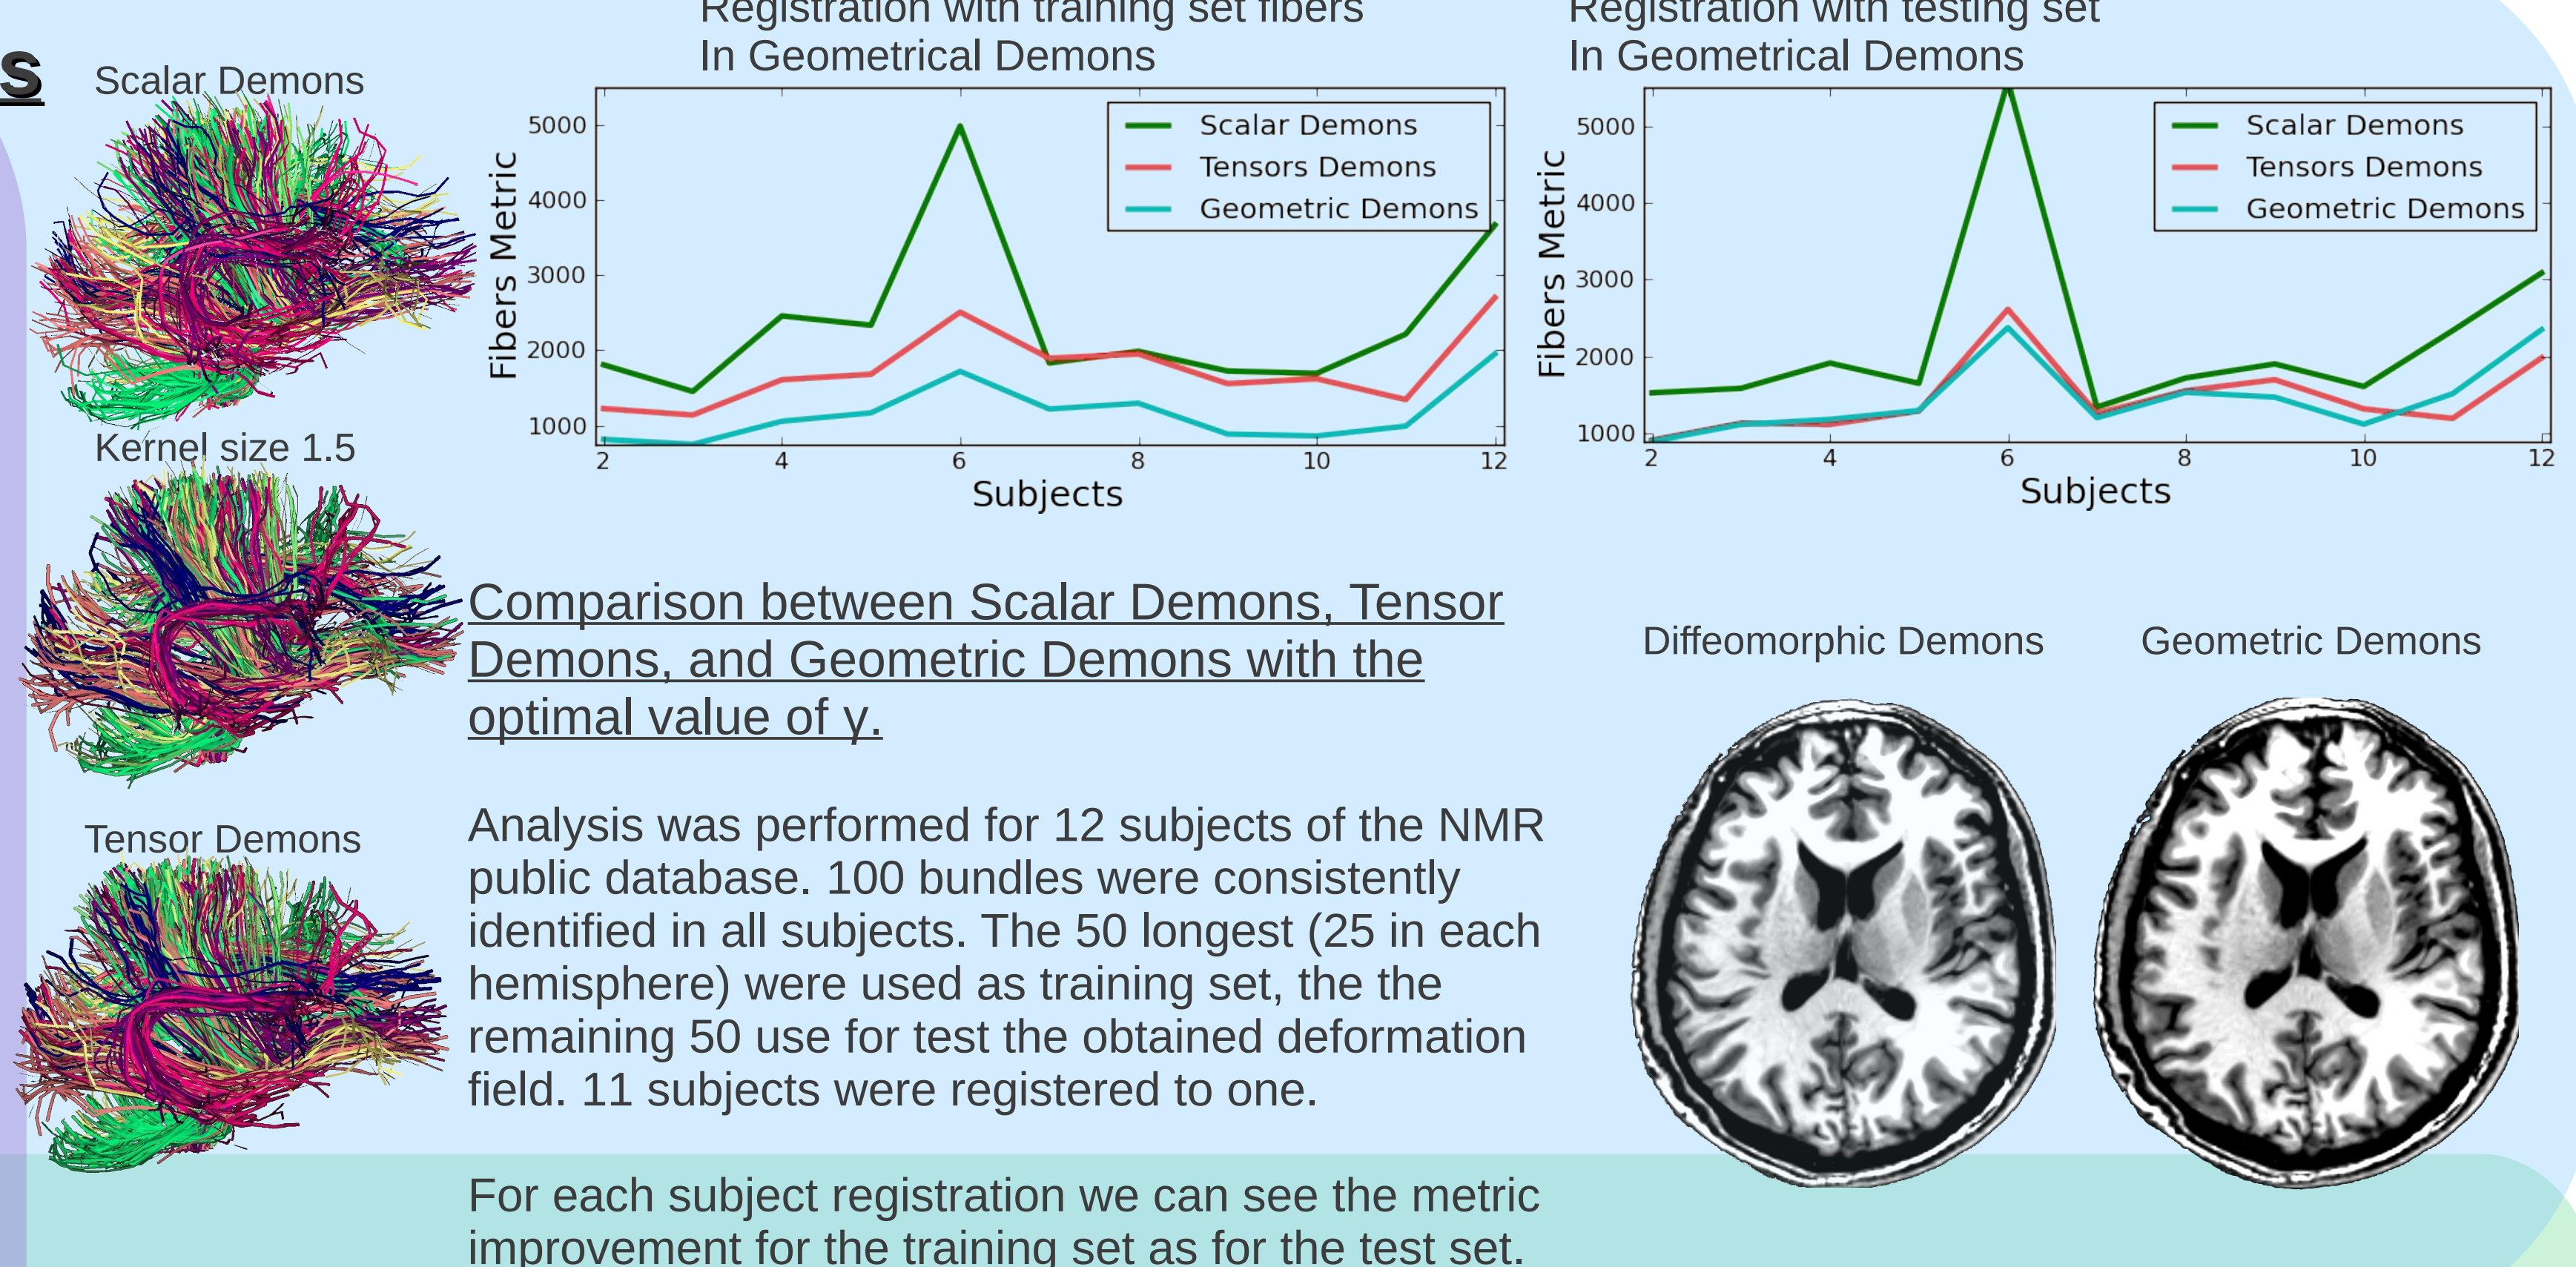 s
Scalar Demons
Kernel size 1.5
Tensor Demons
Registration with training set fibers
In Geometrical Demons
Scalar Demons
Tensors Demons
Geometric Demons
5000
4000
3000
2000
1000
Fibers Metric
2 4 6 8 10 12
Subjects
Registration with testing set
In Geometrical Demons
Scalar Demons
Tensors Demons
Geometric Demons
5000
4000
3000
2000
1000
Fibers Metric
2 4 6 8 10 12
Subjects
Comparison between Scalar Demons, Tensor
Demons, and Geometric Demons with the
optimal value of γ.
Analysis was performed for 12 subjects of the NMR
public database. 100 bundles were consistently
identified in all subjects. The 50 longest (25 in each
hemisphere) were used as training set, the the
remaining 50 use for test the obtained deformation
field. 11 subjects were registered to one.
For each subject registration we can see the metric
improvement for the training set as for the test set.
Diffeomorphic Demons
Geometric Demons